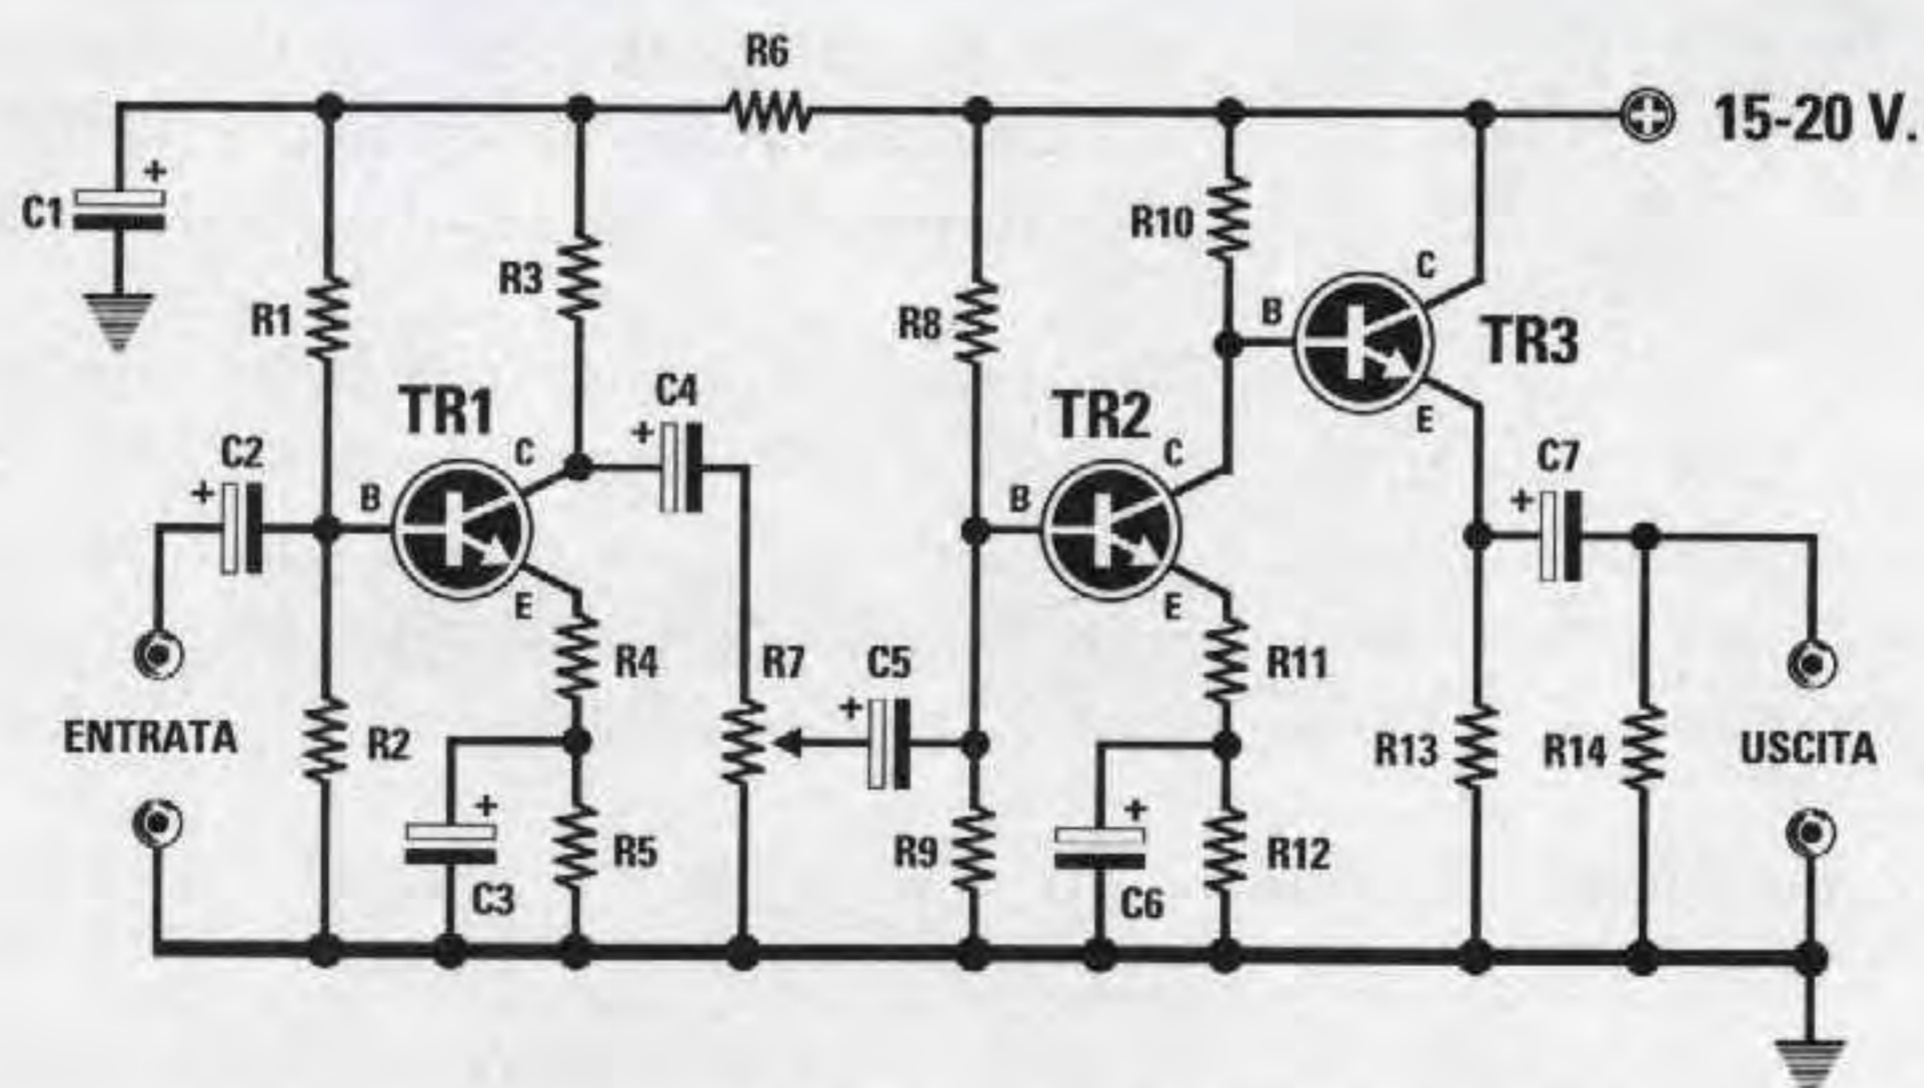 R6
15-20 V.
+
C1
R10
C
R3
B
R1
R8
TR3
C4
TR1
TR2
E
+
C2
C
C
C7
+
B
B
+
E
E
R4
R7
C5
R11
+
ENTRATA
R2
R13
R14
USCITA
+
+
R5
R9
R12
C3
C6